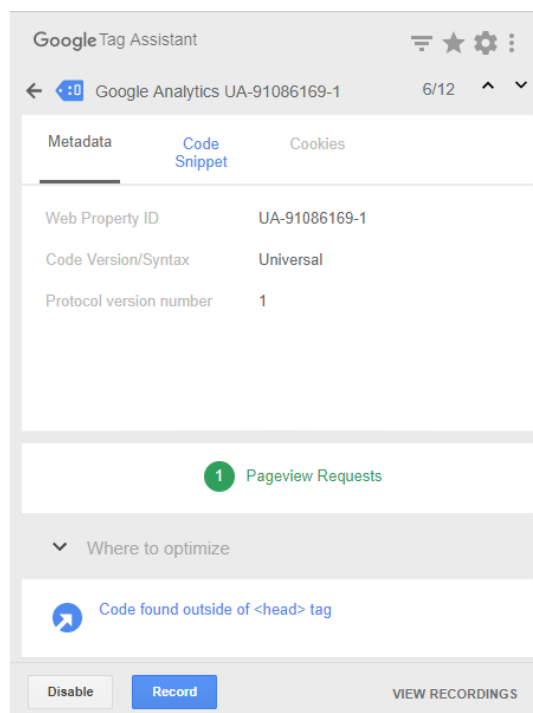 Google Tag Assistant
:0 Google Analytics UA-91086169-1 6/12
Metadata
Code
Snippet
Cookies
Web Property ID UA-91086169-1
Code Version/Syntax Universal
Protocol version number 1
1 Pageview Requests
Where to optimize
Code found outside of <head> tag
Disable Record VIEW RECORDINGS